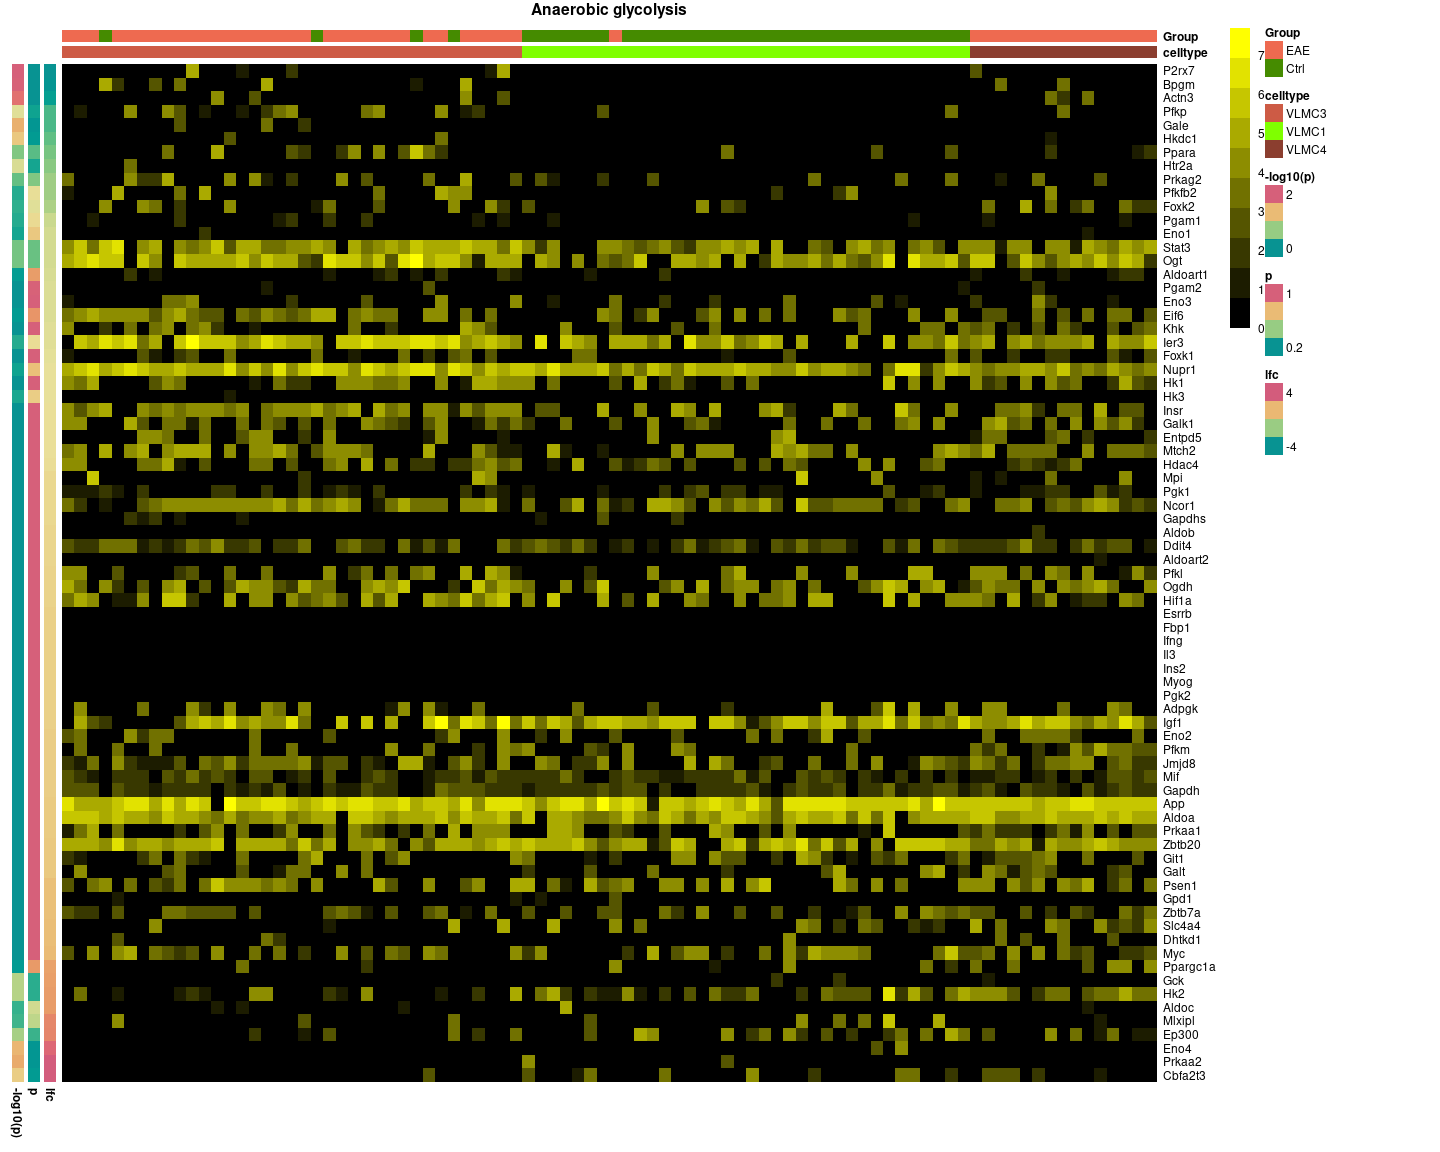 Anaerobic glycolysis
Group
celltype
P2rx7
Bpgm
Actn3
Pfkp
Gale
Hkdc1
Ppara
Htr2a
Prkag2
Pfkfb2
Foxk2
Pgam1
Eno1
Stat3
Ogt
Aldoart1
Pgam2
Eno3
Eif6
Khk
Ier3
Foxk1
Nupr1
Hk1
Hk3
Insr
Galk1
Entpd5
Mtch2
Hdac4
Mpi
Pgk1
Ncor1
Gapdhs
Aldob
Ddit4
Aldoart2
Pfkl
Ogdh
Hif1a
Esrrb
Fbp1
Ifng
Il3
Ins2
Myog
Pgk2
Adpgk
Igf1
Eno2
Pfkm
Jmjd8
Mif
Gapdh
App
Aldoa
Prkaa1
Zbtb20
Git1
Galt
Psen1
Gpd1
Zbtb7a
Slc4a4
Dhtkd1
Myc
Ppargc1a
Gck
Hk2
Aldoc
Mlxipl
Ep300
Eno4
Prkaa2
Cbfa2t3
-log10(p)
p
lfc
7
6
5
4
3
2
1
0
Group
EAE
Ctrl
celltype
VLMC3
VLMC1
VLMC4
-log10(p)
2
0
p
1
0.2
lfc
4
-4